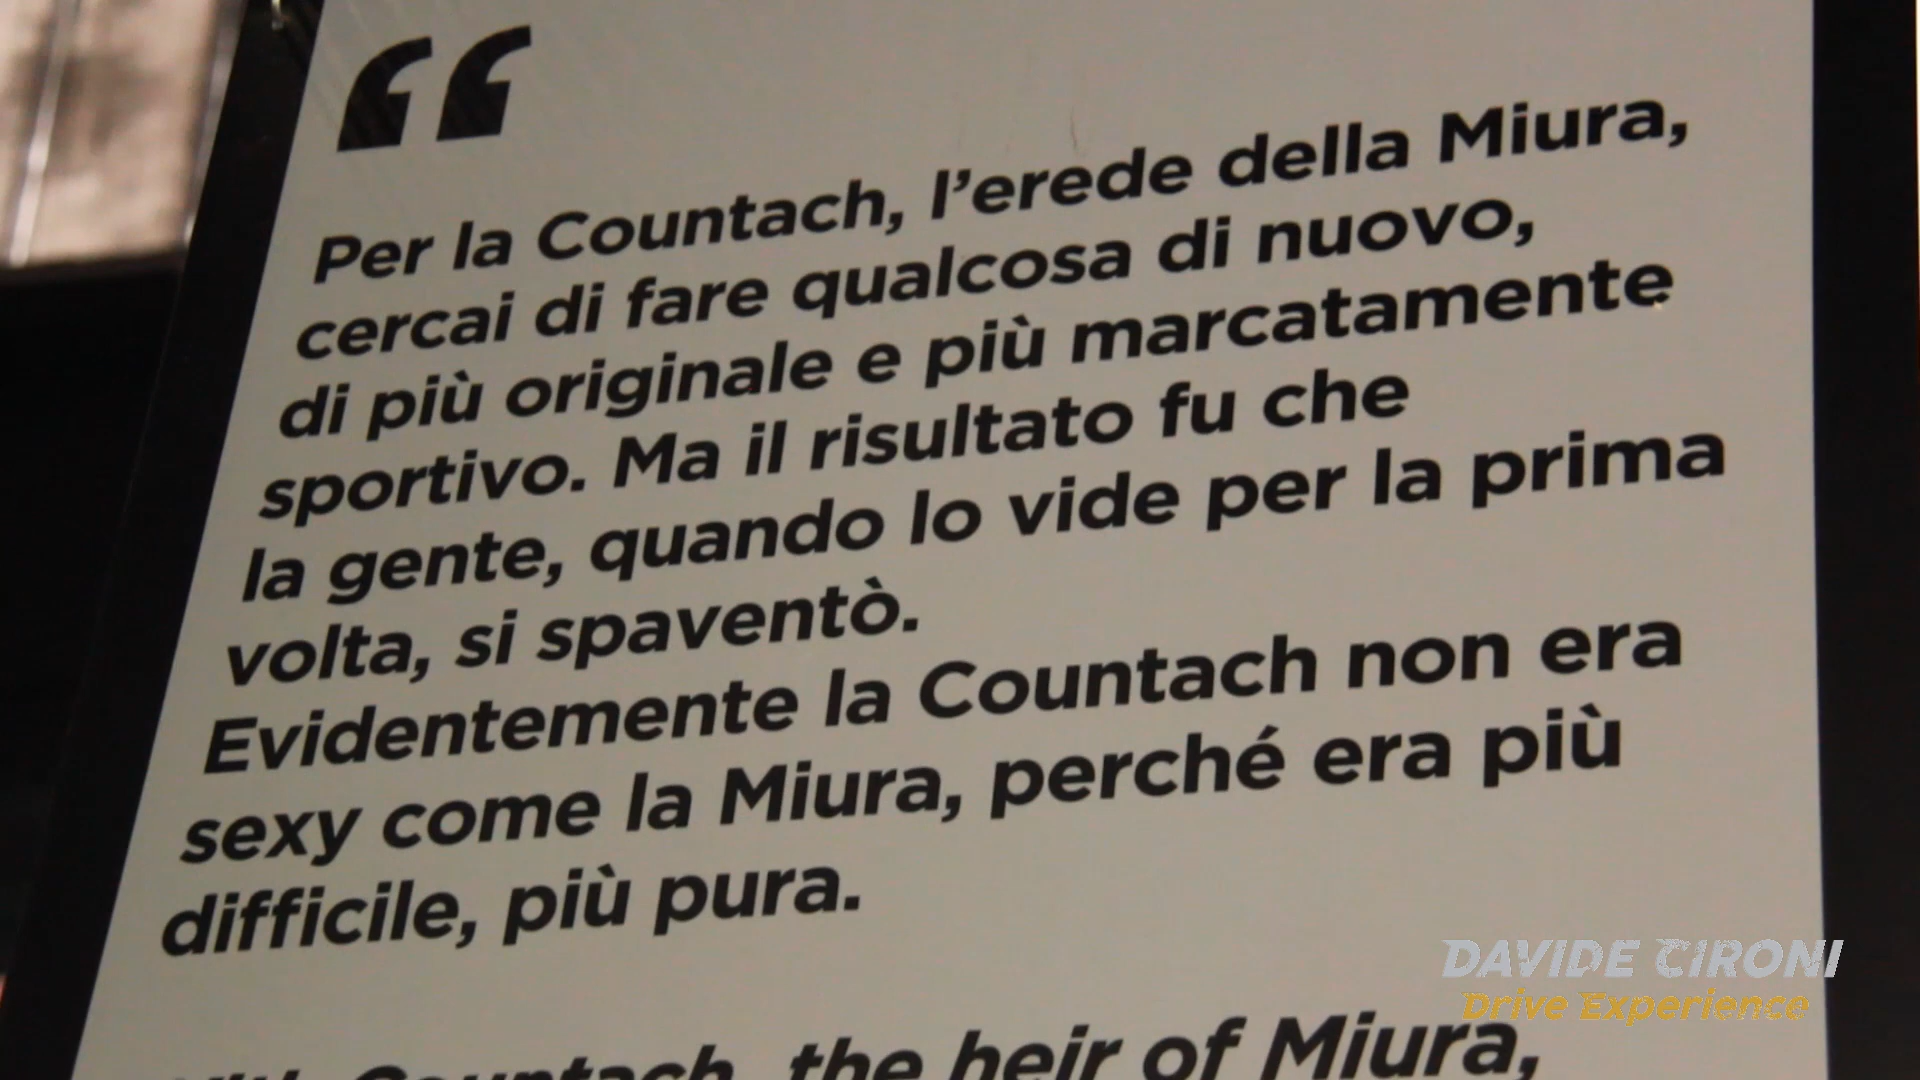 “
Per la Countach, l’erede della Miura,
cercai di fare qualcosa di nuovo,
di più originale e più marcatamente
sportivo. Ma il risultato fu che
la gente, quando lo vide per la prima
volta, si spaventò.
Evidentemente la Countach non era
sexy come la Miura, perché era più
difficile, più pura.
DAVIDE CIRONI
Drive Experience
Countach, the heir of Miura,